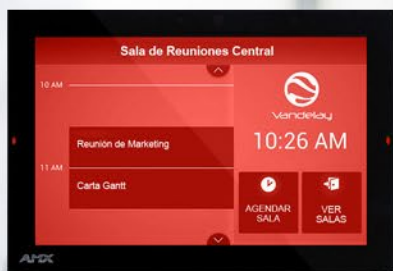 Sala de Reuniones Central
10 AM
Reunión de Marketing
11 AM
Carta Gantt
Vandelay
10:26 AM
AGENDAR
SALA
VER
SALAS
AMX